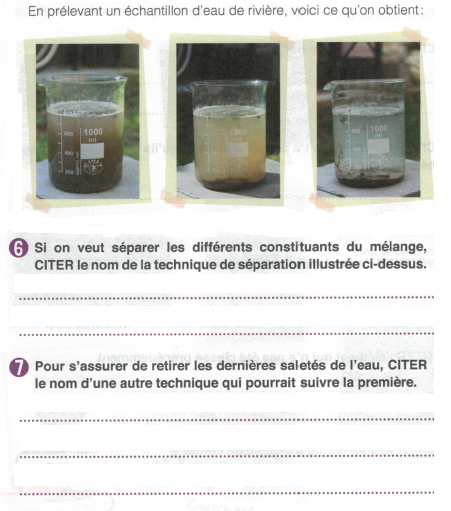 En prélevant un échantillon d'eau de rivière, voici ce qu'on obtient :
1000
ml
1000
1000
ml
6 Si on veut séparer les différents constituants du mélange,
CITER le nom de la technique de séparation illustrée ci-dessus.
7 Pour s'assurer de retirer les dernières saletés de l'eau, CITER
le nom d'une autre technique qui pourrait suivre la première.